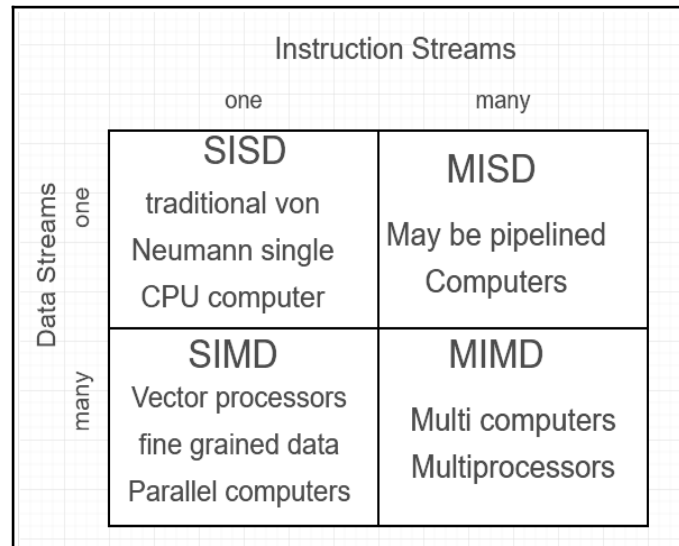 Instruction Streams
one
many
Data Streams
one
SISD
traditional von
Neumann single
CPU computer
MISD
May be pipelined
Computers
many
SIMD
Vector processors
fine grained data
Parallel computers
MIMD
Multi computers
Multiprocessors